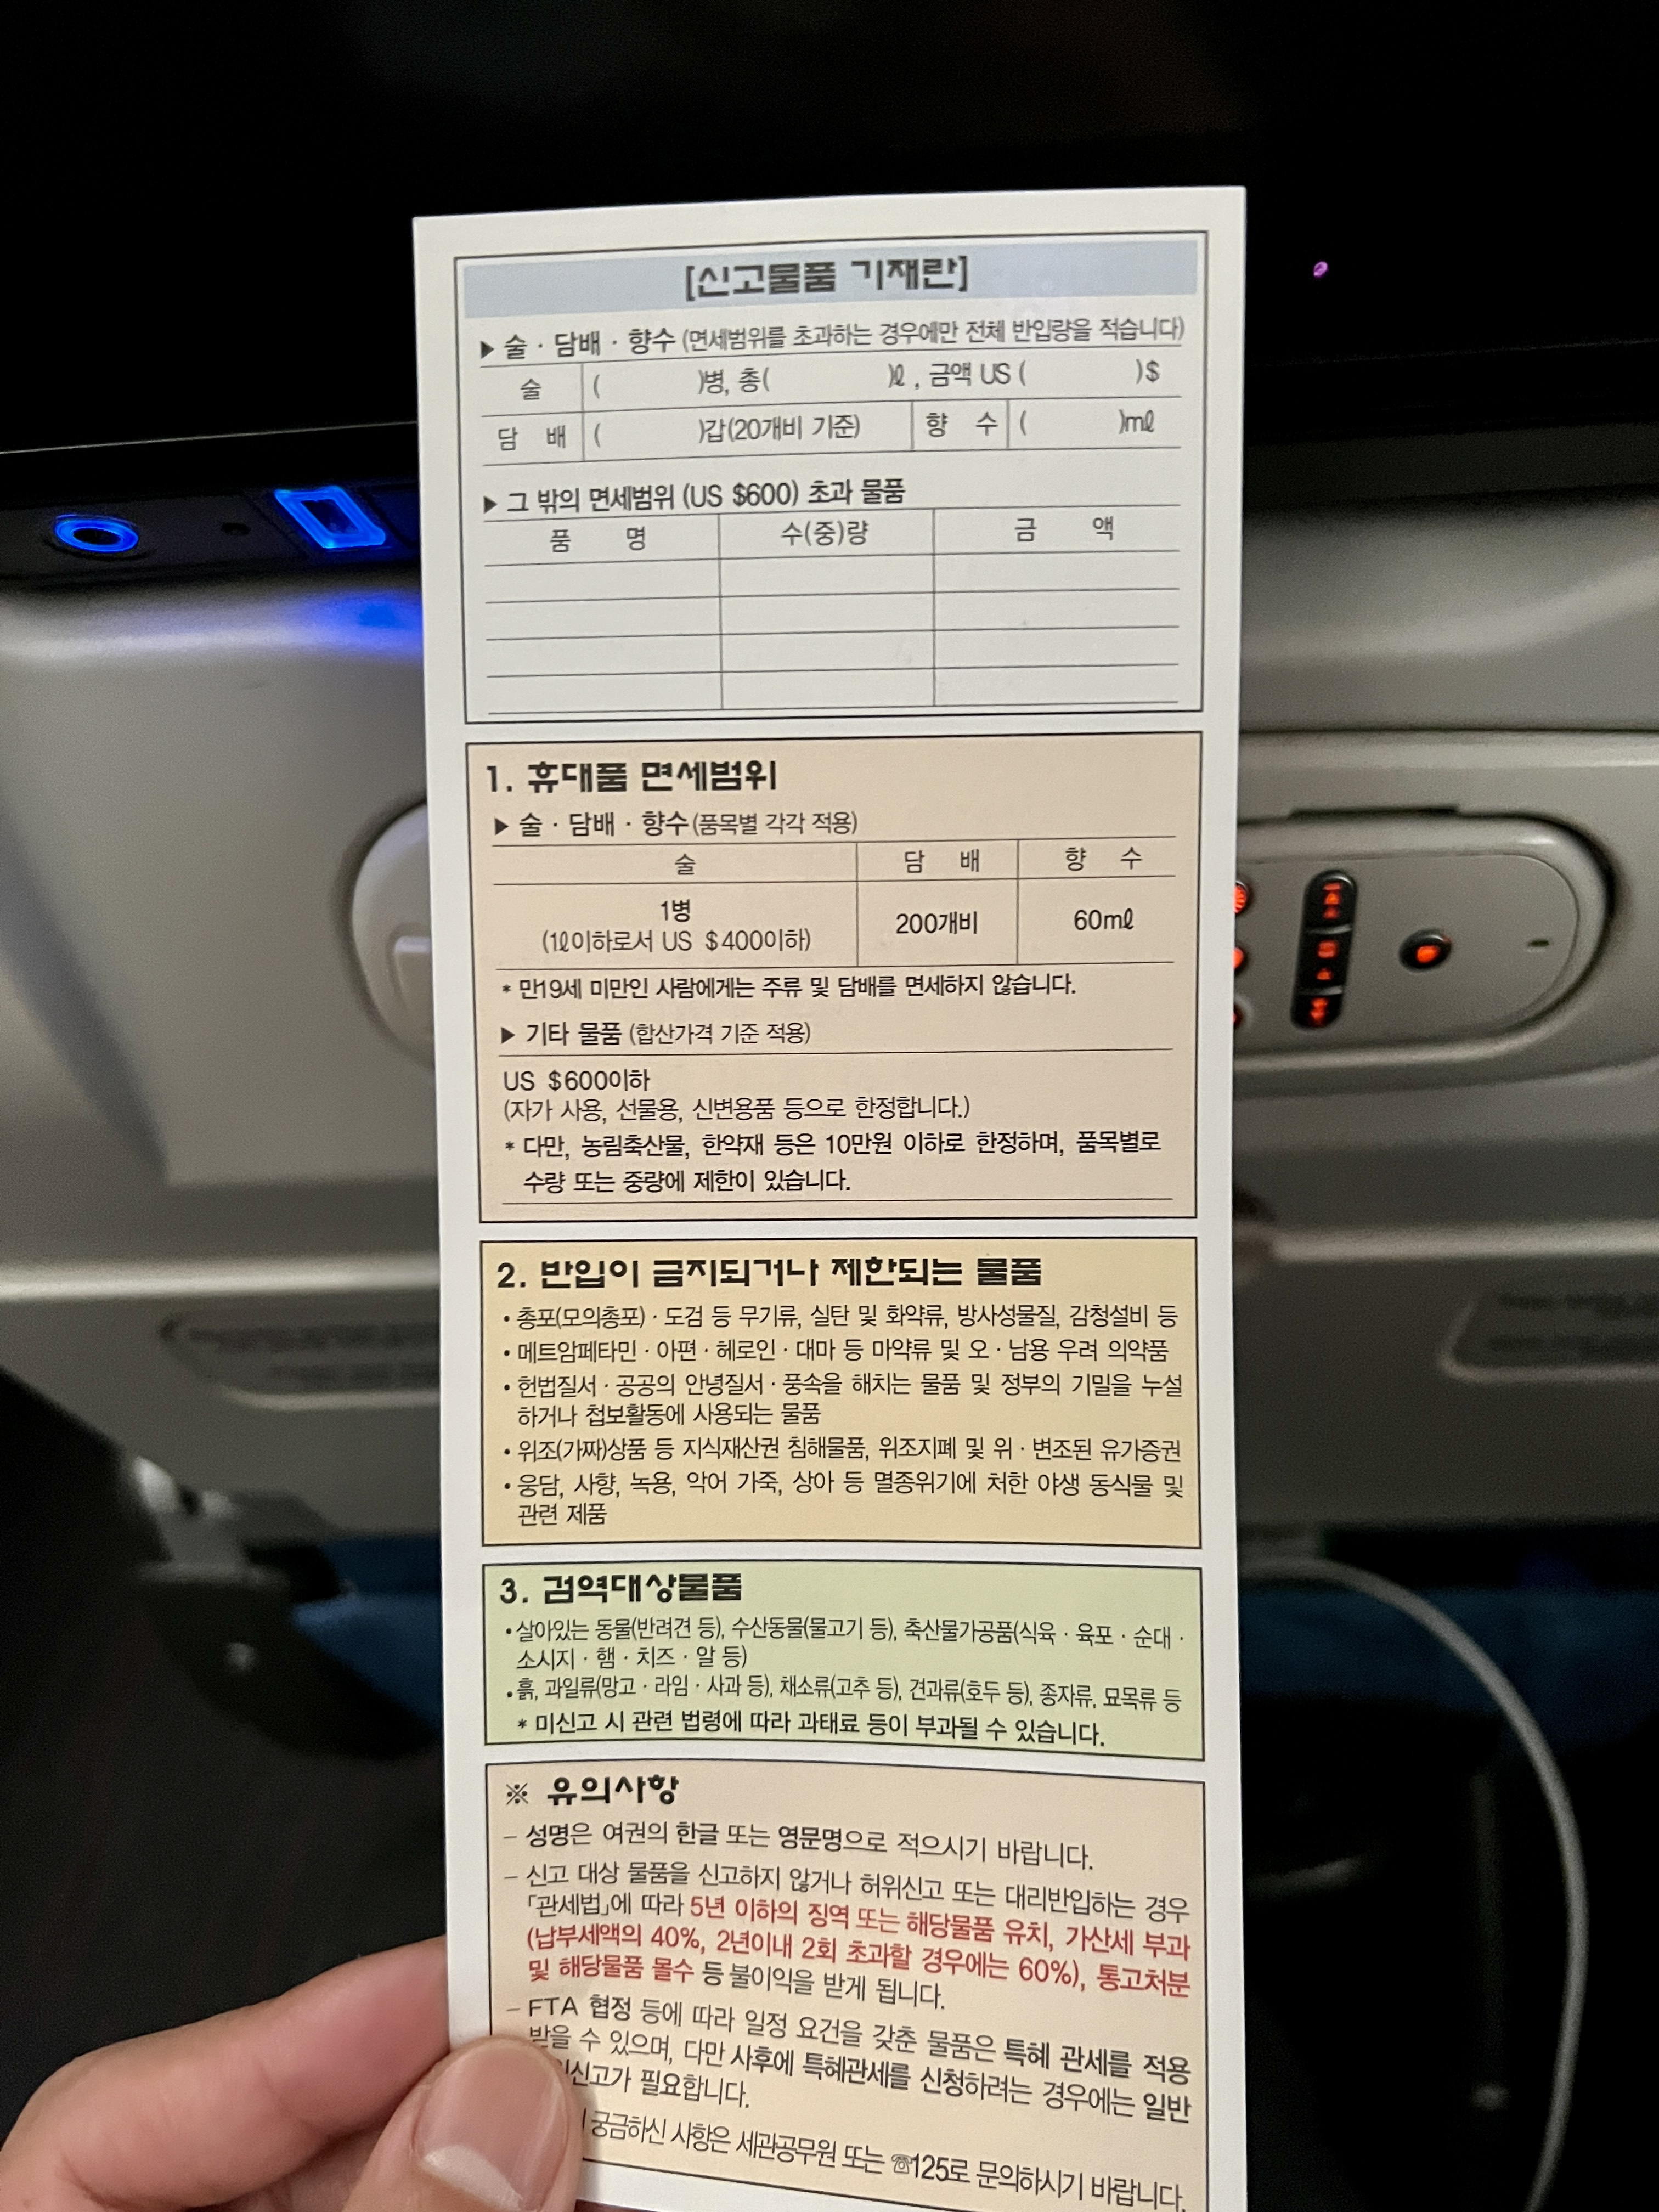 [신고물품 기재란]
▶ 술 · 담배 · 향수 (면세범위를 초과하는 경우에만 전체 반입량을 적습니다)
술 ( )병, 총( )ℓ , 금액 US ( )$
담 배 ( )갑(20개비 기준) 향 수 ( )mℓ
▶ 그 밖의 면세범위 (US $600) 초과 물품
품 명 수(중)량 금 액
1. 휴대품 면세범위
▶ 술 · 담배 · 향수(품목별 각각 적용)
술 담 배 향 수
1병
(1ℓ이하로서 US $400이하) 200개비 60mℓ
* 만19세 미만인 사람에게는 주류 및 담배를 면세하지 않습니다.
▶ 기타 물품 (합산가격 기준 적용)
US $600이하
(자가 사용, 선물용, 신변용품 등으로 한정합니다.)
* 다만, 농림축산물, 한약재 등은 10만원 이하로 한정하며, 품목별로
수량 또는 중량에 제한이 있습니다.
2. 반입이 금지되거나 제한되는 물품
• 총포(모의총포) · 도검 등 무기류, 실탄 및 화약류, 방사성물질, 감청설비 등
• 메트암페타민 · 아편 · 헤로인 · 대마 등 마약류 및 오 · 남용 우려 의약품
• 헌법질서 · 공공의 안녕질서 · 풍속을 해치는 물품 및 정부의 기밀을 누설
하거나 첩보활동에 사용되는 물품
• 위조(가짜)상품 등 지식재산권 침해물품, 위조지폐 및 위 · 변조된 유가증권
• 웅담, 사향, 녹용, 악어 가죽, 상아 등 멸종위기에 처한 야생 동식물 및
관련 제품
3. 검역대상물품
• 살아있는 동물(반려견 등), 수산동물(물고기 등), 축산물가공품(식육 · 육포 · 순대 ·
소시지 · 햄 · 치즈 · 알 등)
• 흙, 과일류(망고 · 라임 · 사과 등), 채소류(고추 등), 견과류(호두 등), 종자류, 묘목류 등
* 미신고 시 관련 법령에 따라 과태료 등이 부과될 수 있습니다.
※ 유의사항
– 성명은 여권의 한글 또는 영문명으로 적으시기 바랍니다.
– 신고 대상 물품을 신고하지 않거나 허위신고 또는 대리반입하는 경우
「관세법」에 따라 5년 이하의 징역 또는 해당물품 유치, 가산세 부과
(납부세액의 40%, 2년이내 2회 초과할 경우에는 60%), 통고처분
및 해당물품 몰수 등 불이익을 받게 됩니다.
– FTA 협정 등에 따라 일정 요건을 갖춘 물품은 특혜 관세를 적용
받을 수 있으며, 다만 사후에 특혜관세를 신청하려는 경우에는 일반
신고가 필요합니다.
궁금하신 사항은 세관공무원 또는 ☏125로 문의하시기 바랍니다.